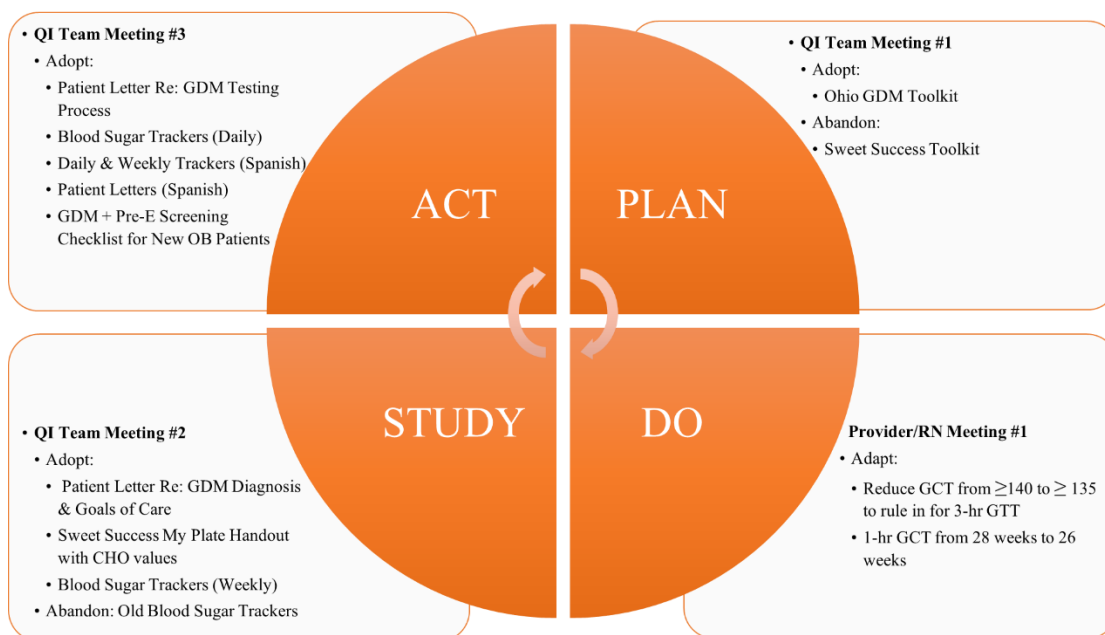 • QI Team Meeting #3
• Adopt:
• Patient Letter Re: GDM Testing
Process
• Blood Sugar Trackers (Daily)
• Daily & Weekly Trackers (Spanish)
• Patient Letters (Spanish)
• GDM + Pre-E Screening
Checklist for New OB Patients
ACT
PLAN
• QI Team Meeting #1
• Adopt:
• Ohio GDM Toolkit
• Abandon:
• Sweet Success Toolkit
• QI Team Meeting #2
• Adopt:
• Patient Letter Re: GDM Diagnosis
& Goals of Care
• Sweet Success My Plate Handout
with CHO values
• Blood Sugar Trackers (Weekly)
• Abandon: Old Blood Sugar Trackers
STUDY
DO
Provider/RN Meeting #1
• Adapt:
• Reduce GCT from ≥140 to ≥ 135
to rule in for 3-hr GTT
• 1-hr GCT from 28 weeks to 26
weeks